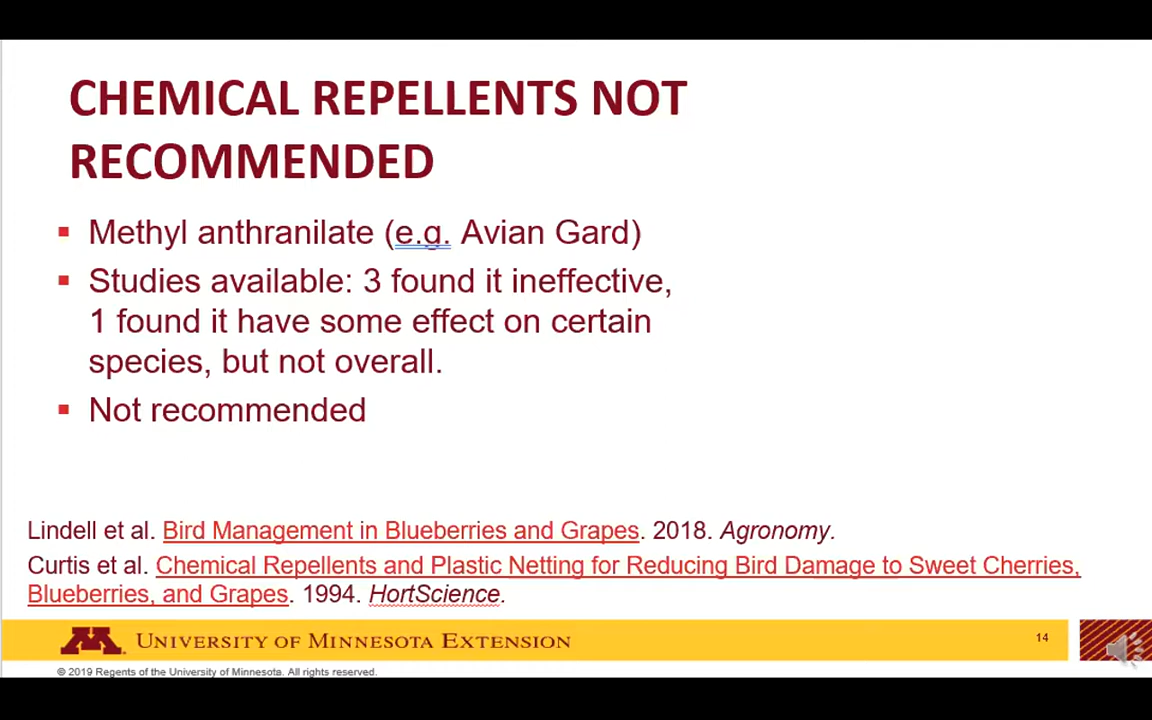 CHEMICAL REPELLENTS NOT
RECOMMENDED
▪ Methyl anthranilate (e.g. Avian Gard)
▪ Studies available: 3 found it ineffective,
1 found it have some effect on certain
species, but not overall.
▪ Not recommended
Lindell et al. Bird Management in Blueberries and Grapes. 2018. Agronomy.
Curtis et al. Chemical Repellents and Plastic Netting for Reducing Bird Damage to Sweet Cherries,
Blueberries, and Grapes. 1994. HortScience.
M UNIVERSITY OF MINNESOTA EXTENSION
14
© 2019 Regents of the University of Minnesota. All rights reserved.